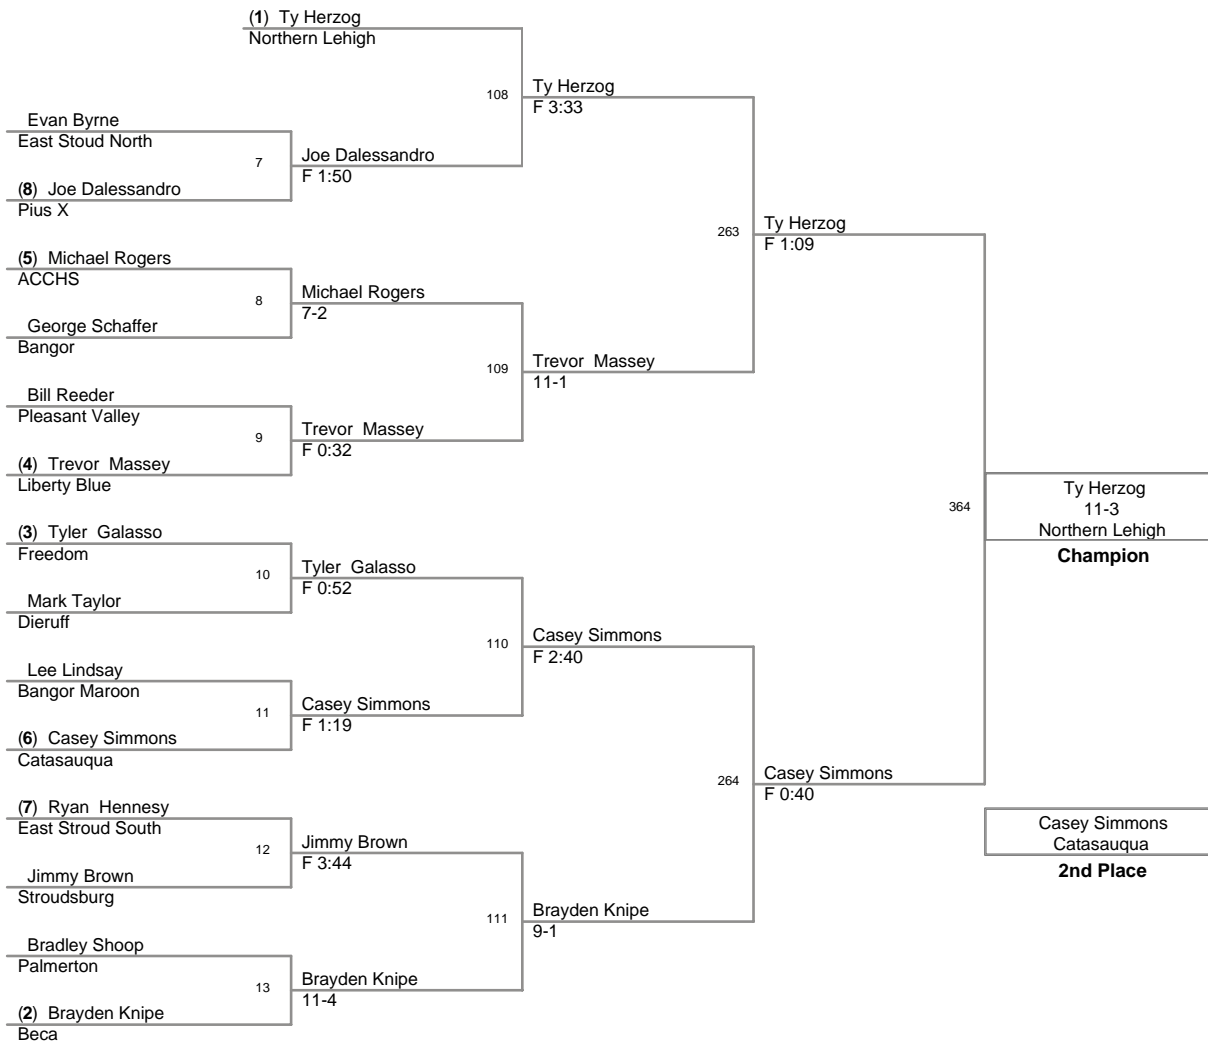 (1) Ty Herzog
Northern Lehigh
108
Ty Herzog
F 3:33
Evan Byrne
East Stoud North
7
Joe Dalessandro
F 1:50
(8) Joe Dalessandro
Pius X
263
Ty Herzog
F 1:09
(5) Michael Rogers
ACCHS
8
Michael Rogers
7-2
George Schaffer
Bangor
109
Trevor Massey
11-1
Bill Reeder
Pleasant Valley
9
Trevor Massey
F 0:32
(4) Trevor Massey
Liberty Blue
364
Ty Herzog
11-3
Northern Lehigh
Champion
(3) Tyler Galasso
Freedom
10
Tyler Galasso
F 0:52
Mark Taylor
Dieruff
110
Casey Simmons
F 2:40
Lee Lindsay
Bangor Maroon
11
Casey Simmons
F 1:19
(6) Casey Simmons
Catasauqua
264
Casey Simmons
F 0:40
(7) Ryan Hennesy
East Stroud South
12
Jimmy Brown
F 3:44
Jimmy Brown
Stroudsburg
Casey Simmons
Catasauqua
2nd Place
111
Brayden Knipe
9-1
Bradley Shoop
Palmerton
13
Brayden Knipe
11-4
(2) Brayden Knipe
Beca